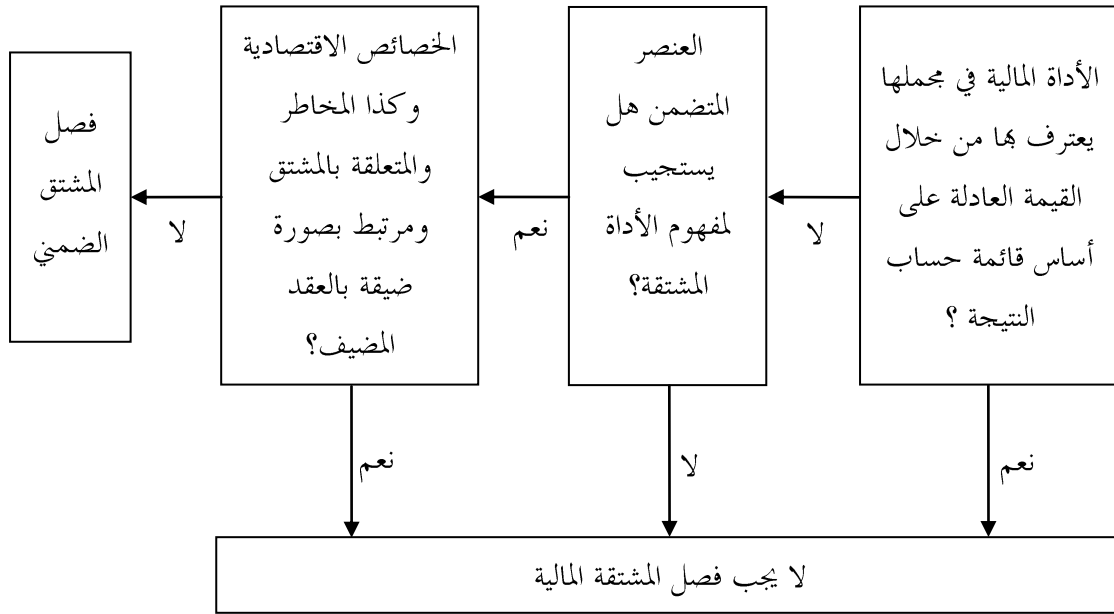 الأداة المالية في مجملها
يعترف بها من خلال
القيمة العادلة على
أساس قائمة حساب
النتيجة ؟
لا
العنصر
المتضمن هل
يستجيب
لمفهوم الأداة
المشتقة؟
نعم
الخصائص الاقتصادية
وكذا المخاطر
والمتعلقة بالمشتق
ومرتبط بصورة
ضيقة بالعقد
المضيف؟
لا
فصل
المشتق
الضمني
نعم
لا
نعم
لا يجب فصل المشتقة المالية